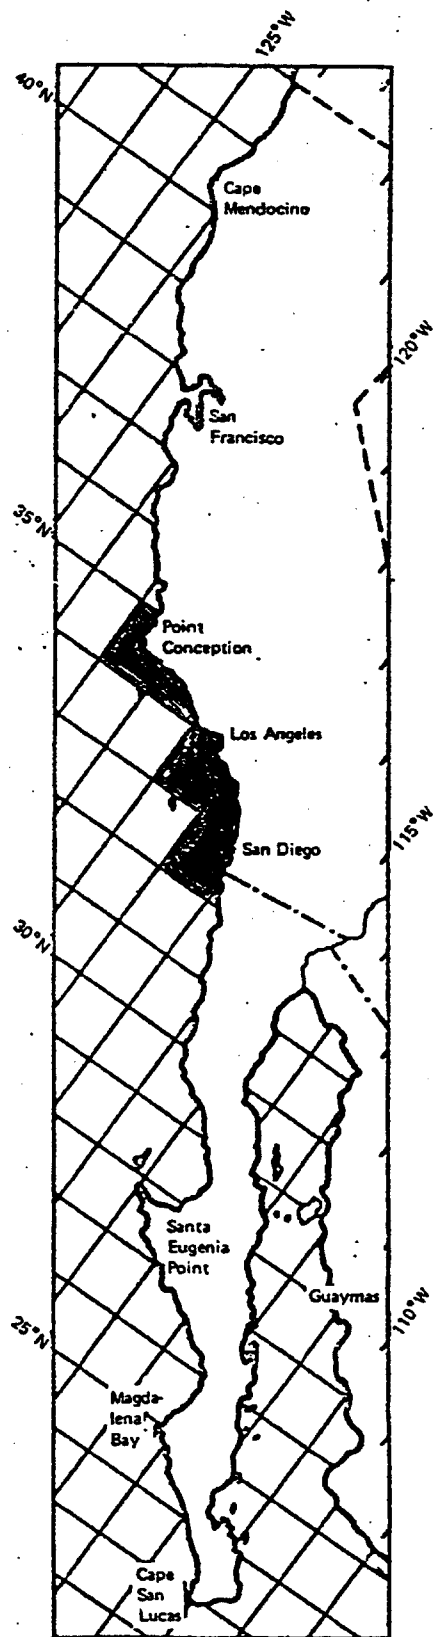 125°W
40°N
Cape
Mendocino
120°W
San
Francisco
35°N
Point
Conception
Los Angeles
115°W
San Diego
30°N
Santa
Eugenia
Point
Guaymas
110°W
25°N
Magda-
lena
Bay
Cape
San
Lucas